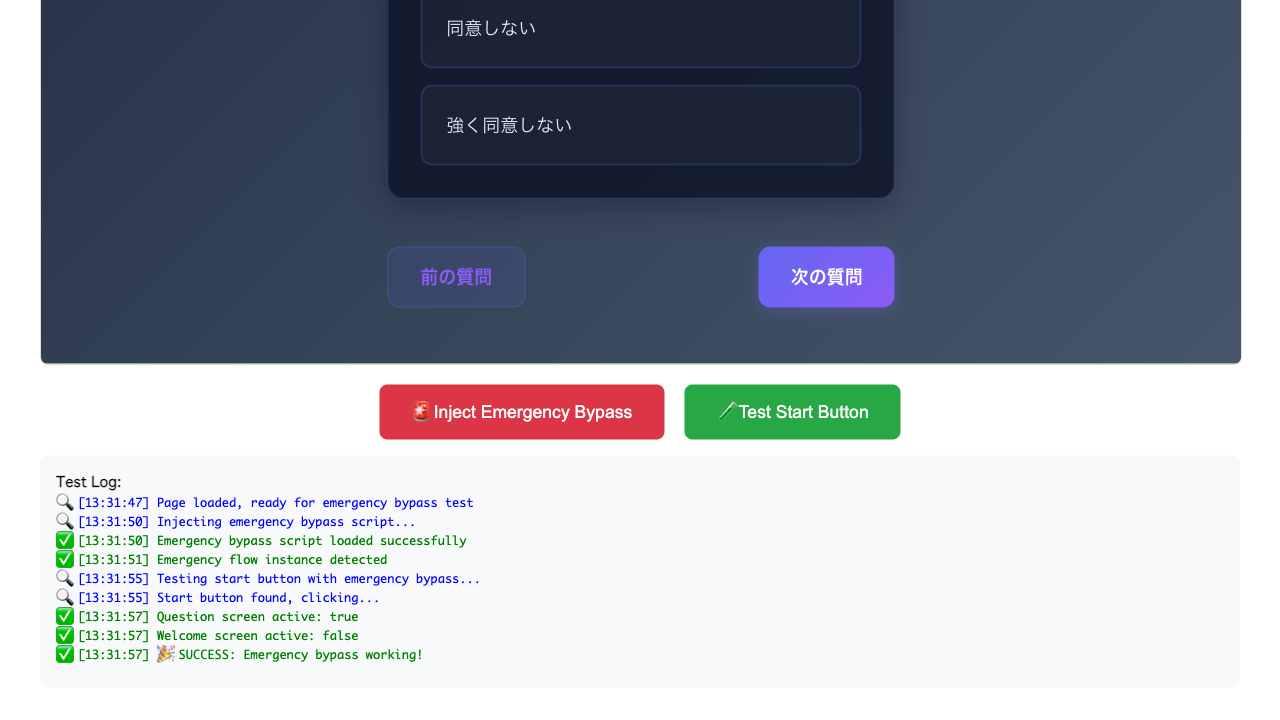 同意しない
強く同意しない
前の質問
次の質問
🚨 Inject Emergency Bypass
🧪 Test Start Button
Test Log:
🔍 [13:31:47] Page loaded, ready for emergency bypass test
🔍 [13:31:50] Injecting emergency bypass script...
✅ [13:31:50] Emergency bypass script loaded successfully
✅ [13:31:51] Emergency flow instance detected
🔍 [13:31:55] Testing start button with emergency bypass...
🔍 [13:31:55] Start button found, clicking...
✅ [13:31:57] Question screen active: true
✅ [13:31:57] Welcome screen active: false
✅ [13:31:57] 🎉 SUCCESS: Emergency bypass working!